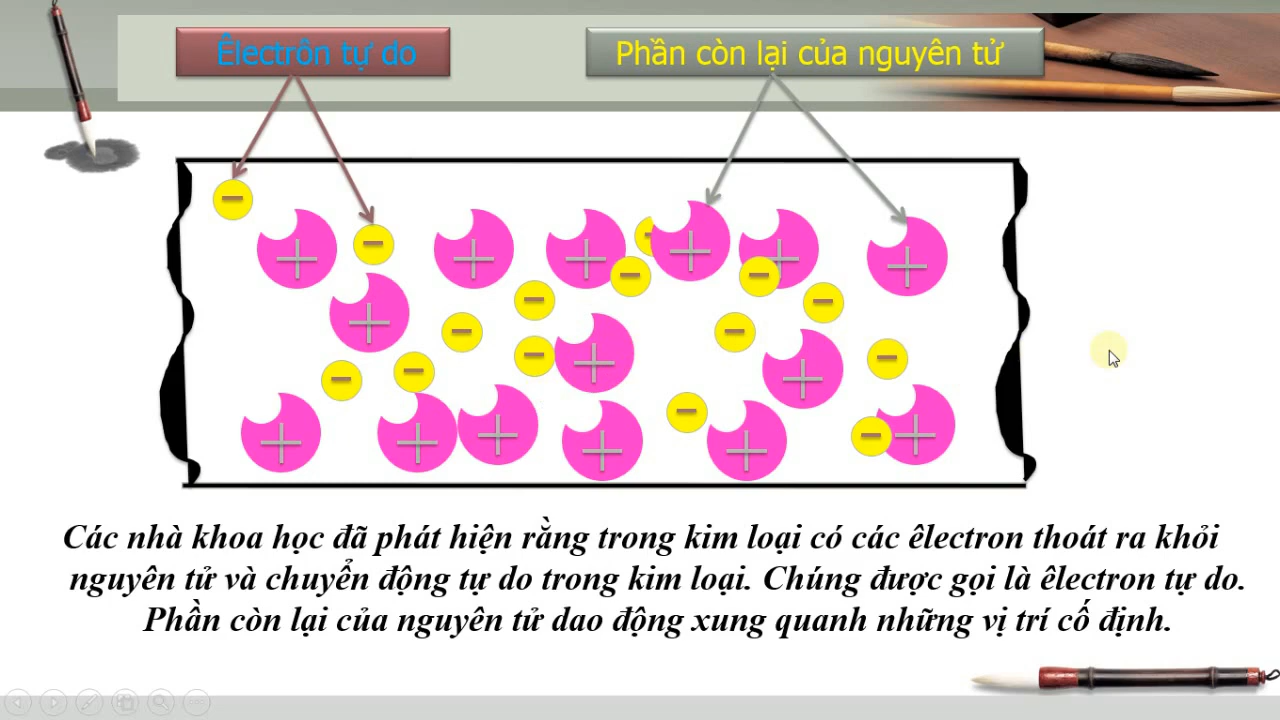 Êlectrôn tự do
Phần còn lại của nguyên tử
Các nhà khoa học đã phát hiện rằng trong kim loại có các êlectron thoát ra khỏi
nguyên tử và chuyển động tự do trong kim loại. Chúng được gọi là êlectron tự do.
Phần còn lại của nguyên tử dao động xung quanh những vị trí cố định.